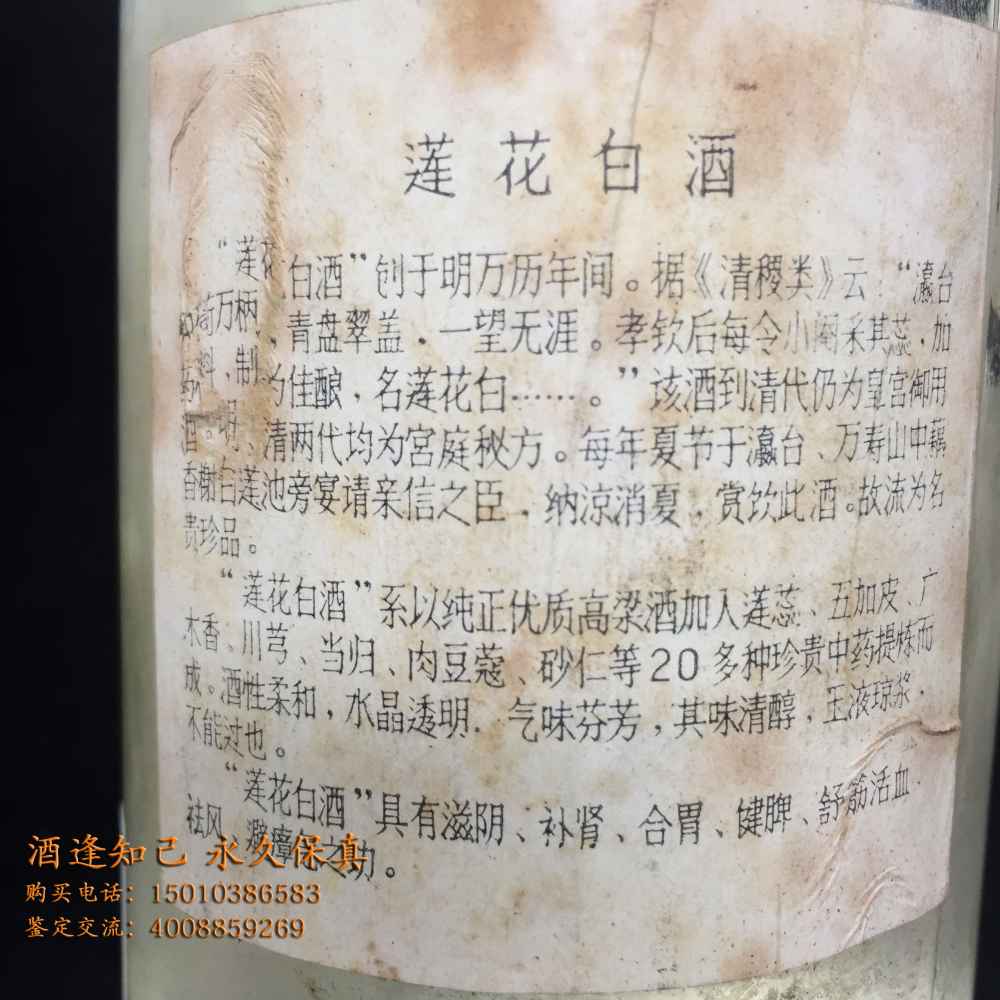 莲花白酒
“莲花白酒”刨于明万历年间。据《清稷类》云“瀛台
荷万柄，青盘翠盖．一望无涯。孝钦后每令小阉采其蕊，加
料，制为佳酿，名莲花白……。”该酒到清代仍为皇宫御用
酒。明、清两代均为宫庭秘方。每年夏节于瀛台、万寿山中藕
香榭白莲池旁宴请亲信之臣，纳凉消夏，赏饮此酒。故流为名
贵珍品。
“莲花白酒”系以纯正优质高梁酒加入莲蕊、五加皮、广
木香、川芎、当归、肉豆蔻、砂仁等20多种珍贵中药提炼而
成。酒性柔和，水晶透明．气味芬芳，其味清醇，玉液琼浆，
不能过也。
“莲花白酒”具有滋阴、补肾、合胃、健脾、舒筋活血、
祛风、避瘴之功。
酒逢知己 永久保真
购买电话：15010386583
鉴定交流：4008859269